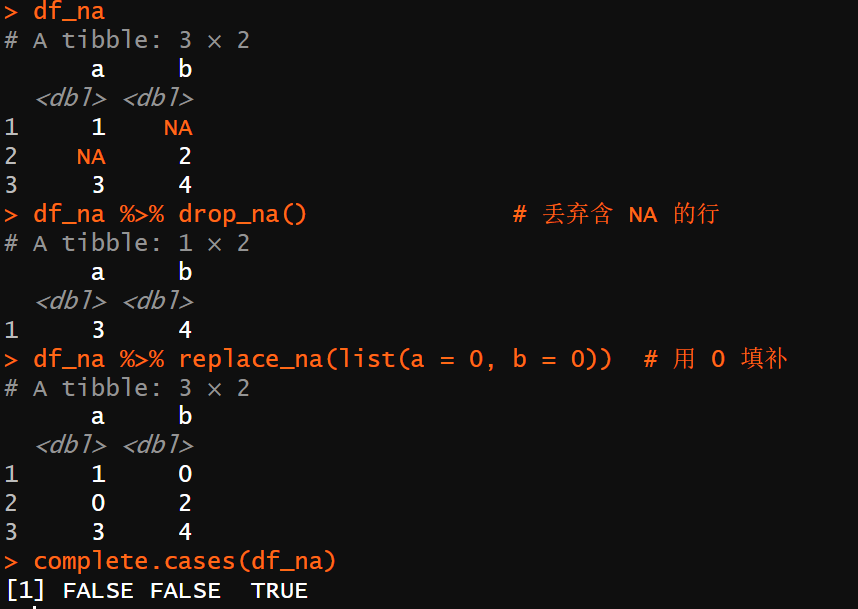 > df_na
# A tibble: 3 × 2
      a     b
  <dbl> <dbl>
1     1    NA
2    NA     2
3     3     4
> df_na %>% drop_na()              # 丢弃含 NA 的行
# A tibble: 1 × 2
      a     b
  <dbl> <dbl>
1     3     4
> df_na %>% replace_na(list(a = 0, b = 0))  # 用 0 填补
# A tibble: 3 × 2
      a     b
  <dbl> <dbl>
1     1     0
2     0     2
3     3     4
> complete.cases(df_na)
[1] FALSE FALSE  TRUE